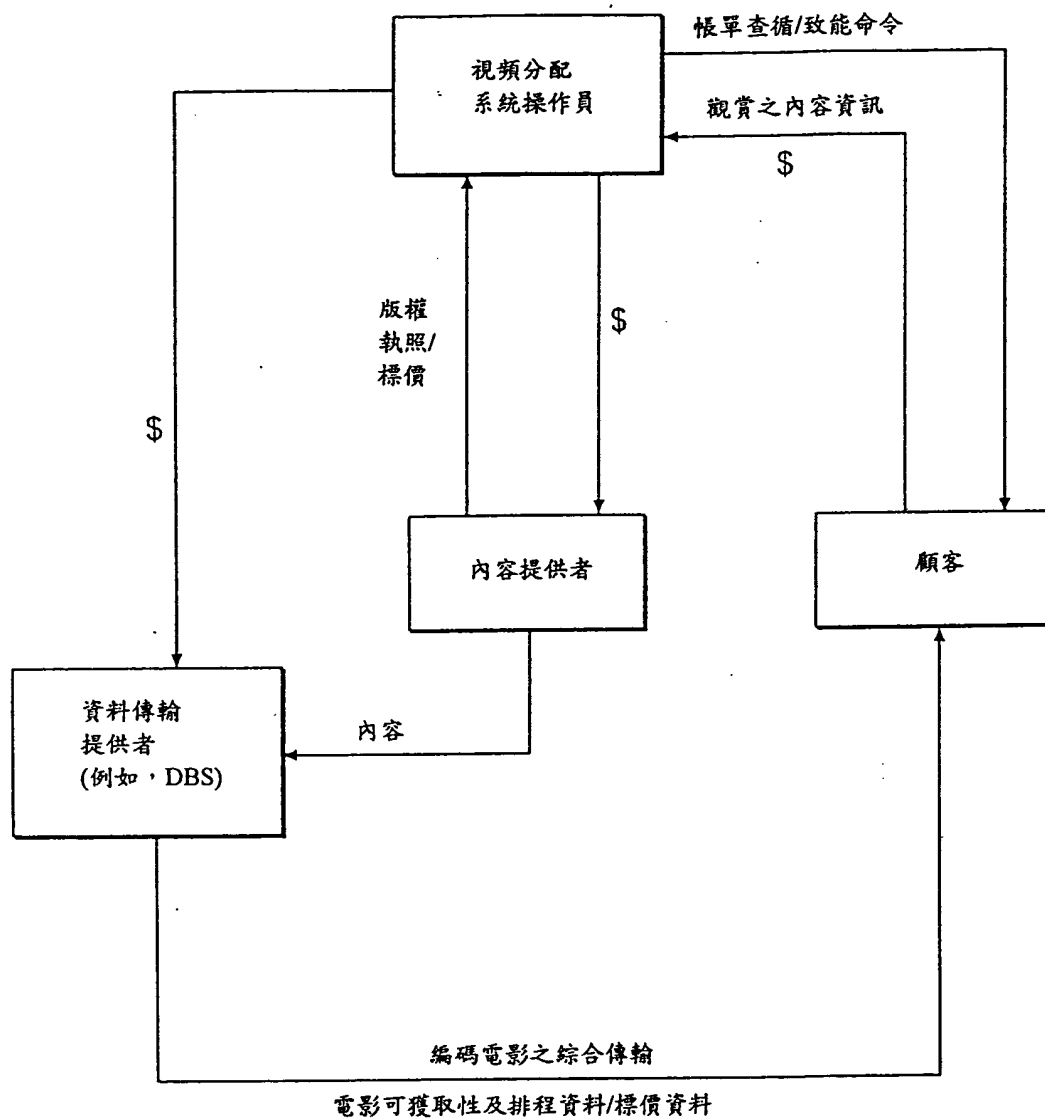 帳單查循/致能命令
視頻分配
系統操作員
觀賞之內容資訊
$
版權
執照/
標價
$
$
內容提供者
顧客
資料傳輸
提供者
(例如，DBS)
內容
編碼電影之綜合傳輸
電影可獲取性及排程資料/標價資料